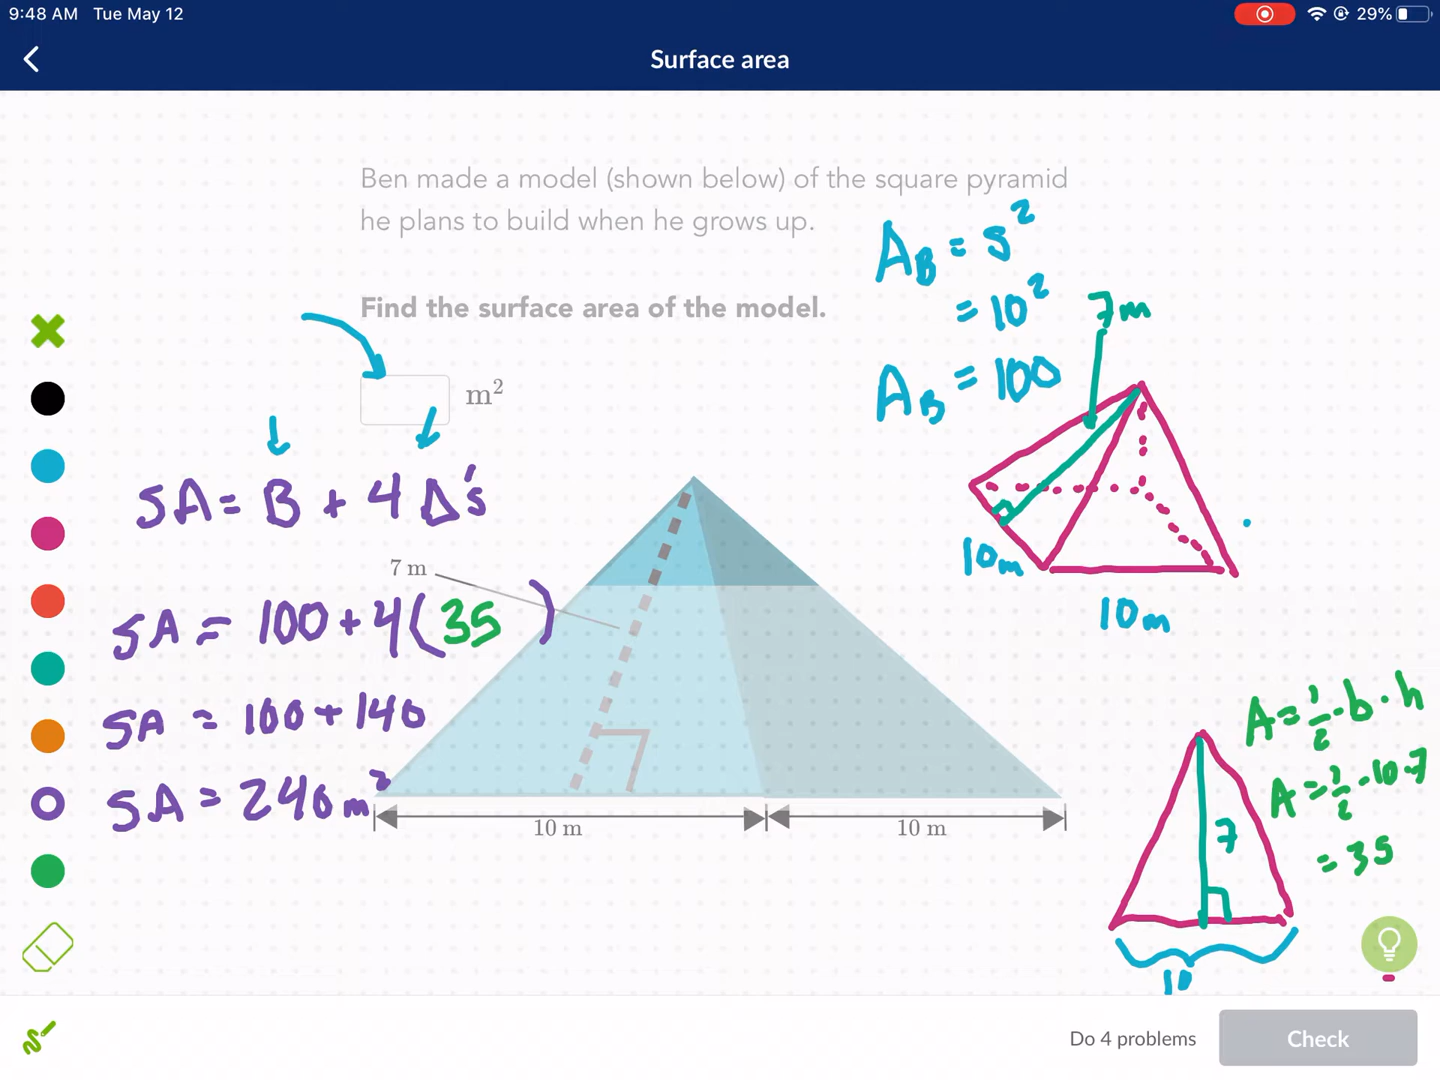 9:48 AM Tue May 12
29%
Surface area
Ben made a model (shown below) of the square pyramid
he plans to build when he grows up.
Find the surface area of the model.
m²
A_B = s²
= 10²
A_B = 100
7m
10m
10m
SA = B + 4 Δ's
7 m
SA = 100 + 4(35)
SA = 100 + 140
SA = 240 m²
10 m
10 m
A = 1/2 · b · h
A = 1/2 · 10 · 7
= 35
7
10
Do 4 problems
Check